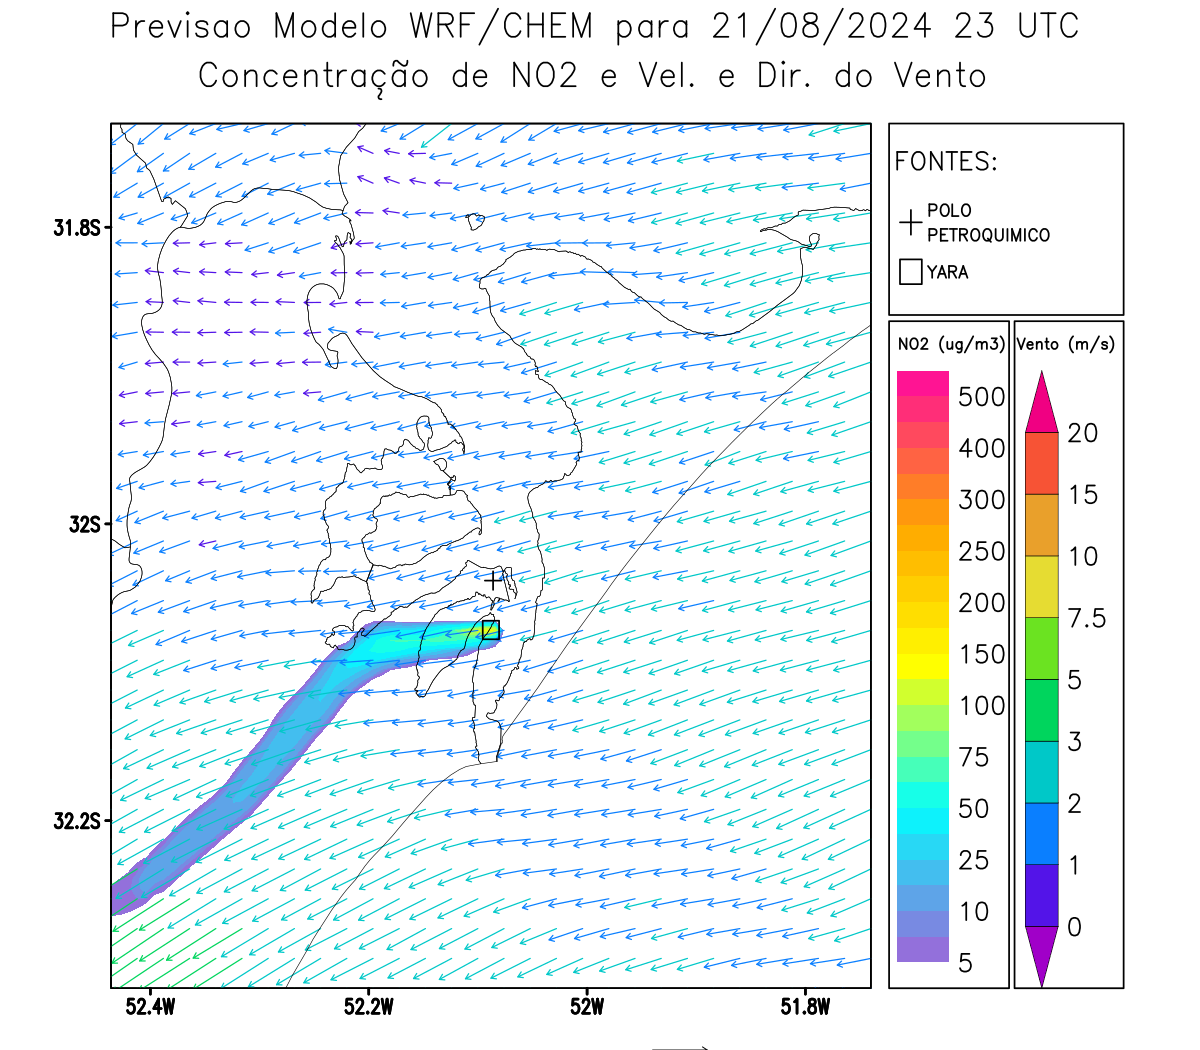 Previsao Modelo WRF/CHEM para 21/08/2024 23 UTC
Concentração de NO2 e Vel. e Dir. do Vento
FONTES:
POLO
PETROQUIMICO
YARA
31.8S
32S
32.2S
52.4W
52.2W
52W
51.8W
NO2 (ug/m3)
500
400
300
250
200
150
100
75
50
25
10
5
Vento (m/s)
20
15
10
7.5
5
3
2
1
0